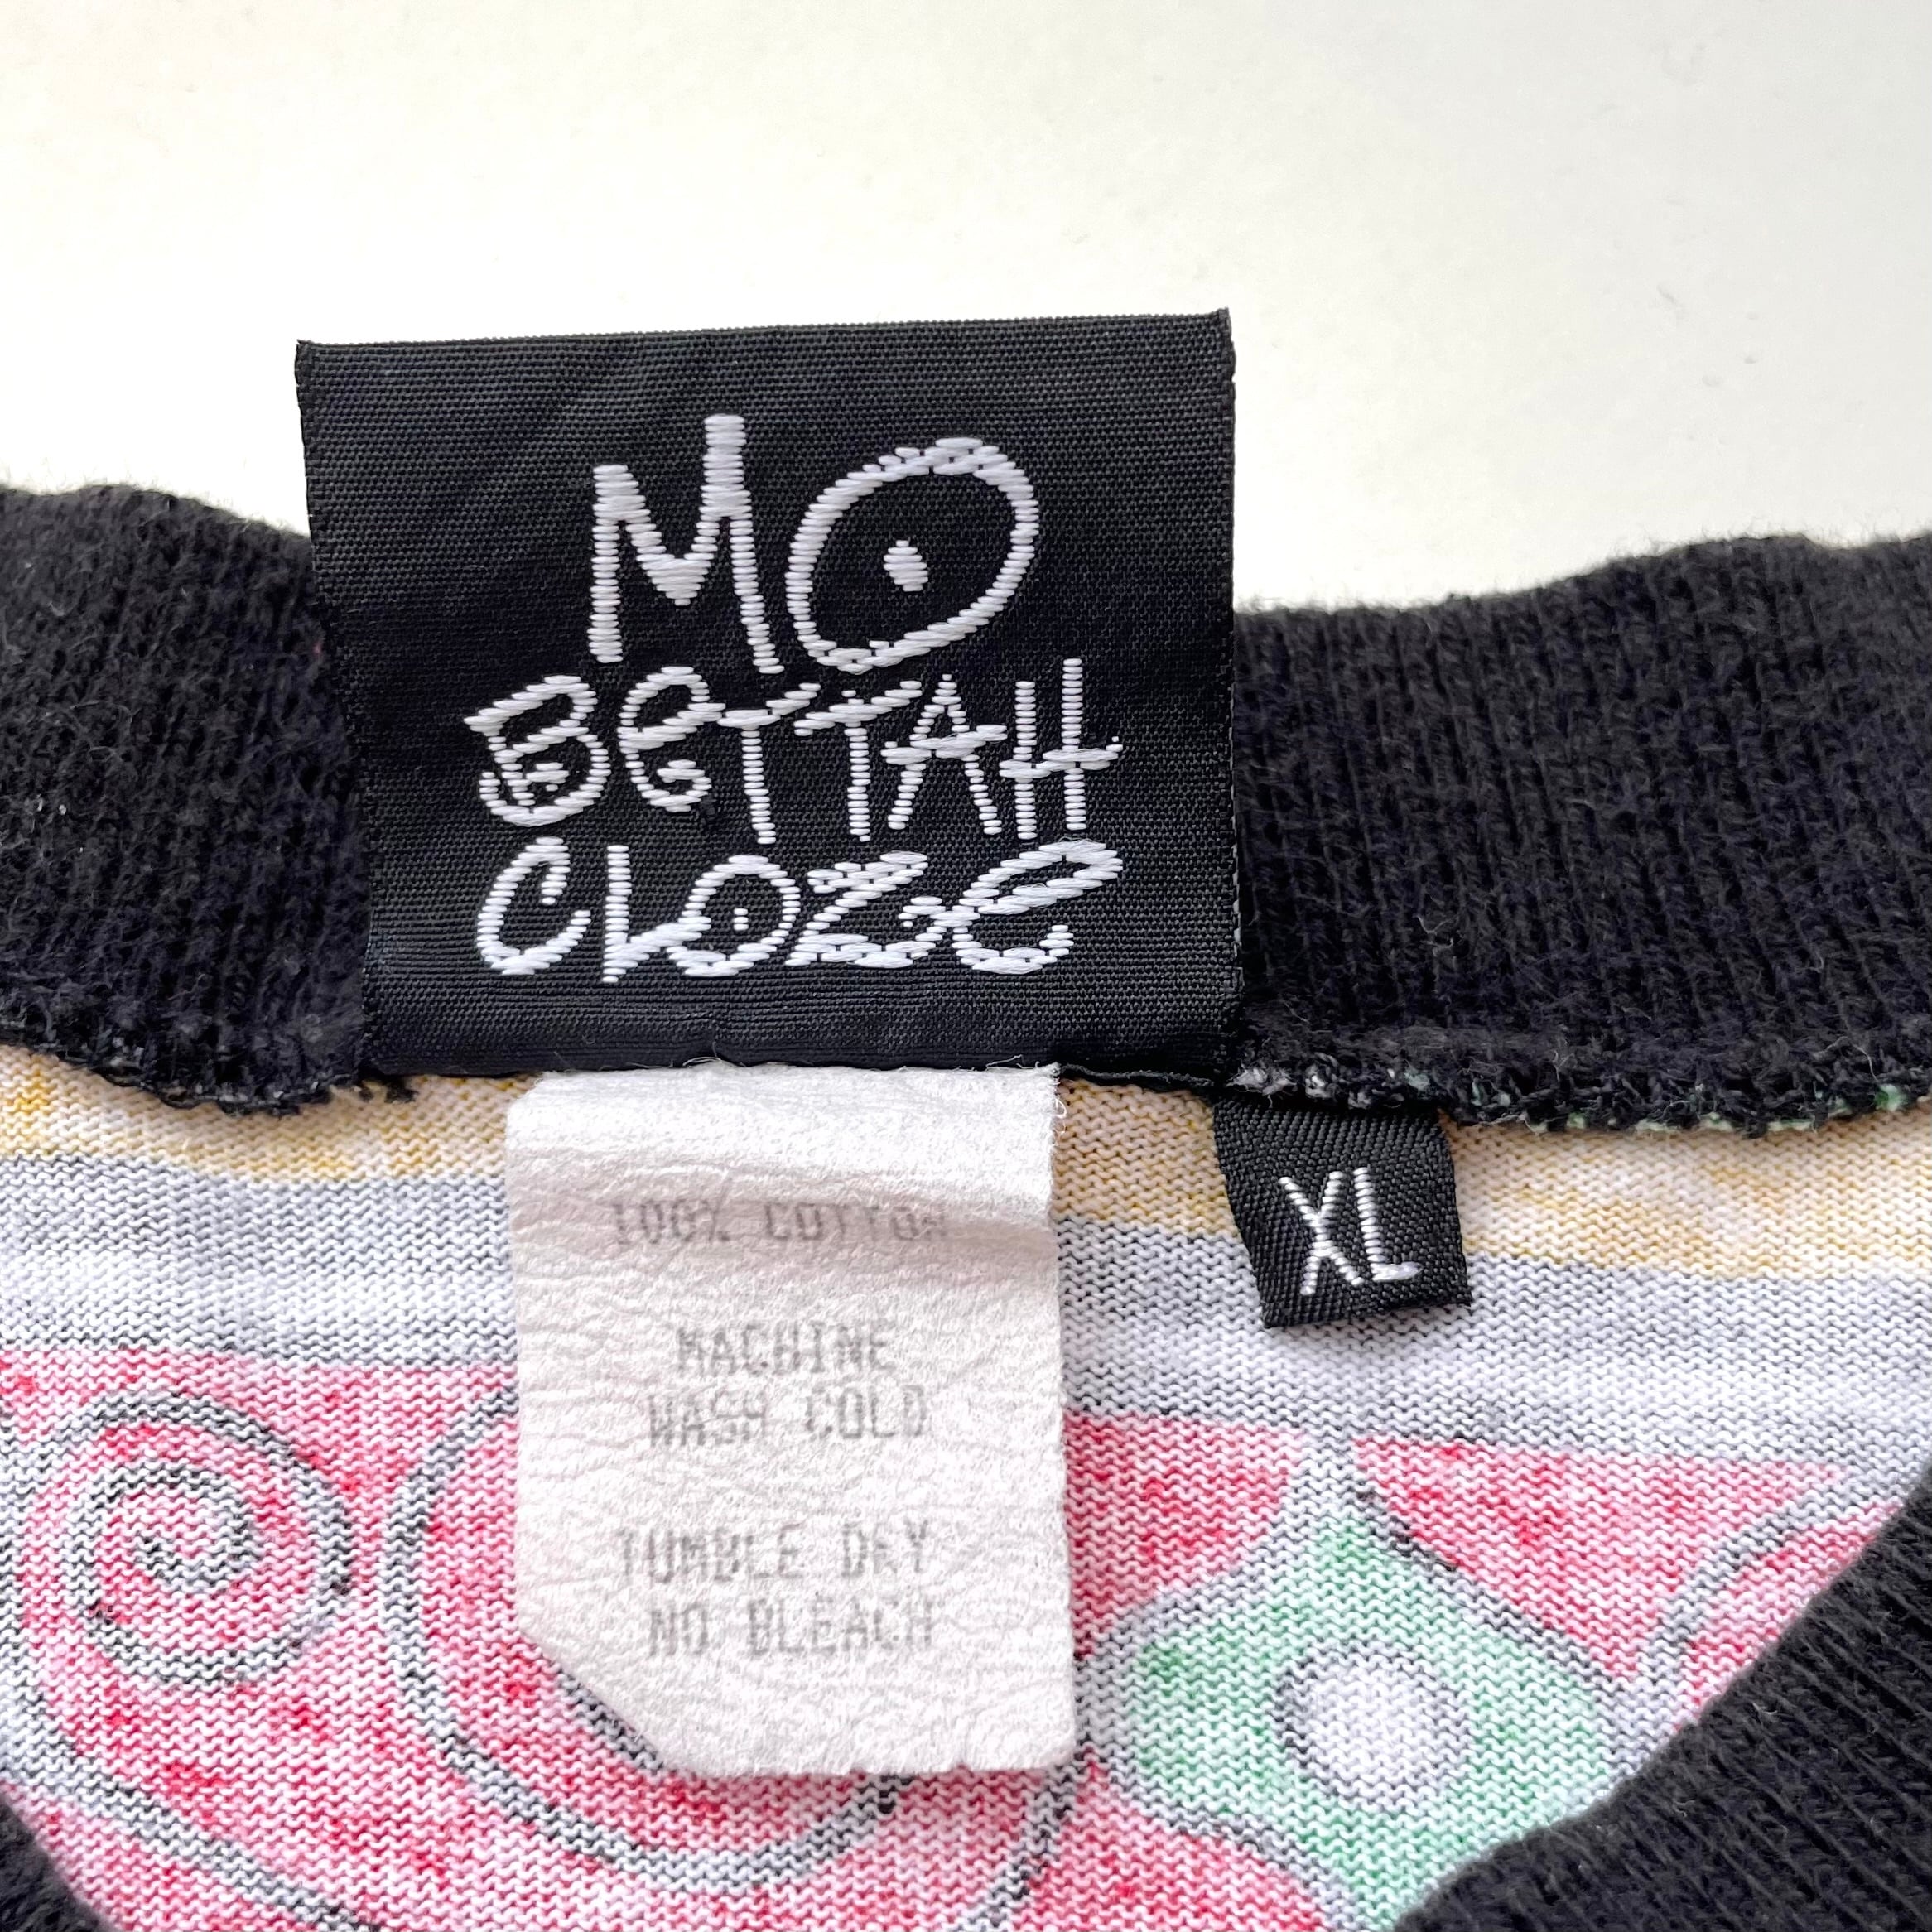 MO
BETTAH
CLOZE
XL
100% COTTON
MACHINE
WASH COLD
TUMBLE DRY
NO BLEACH